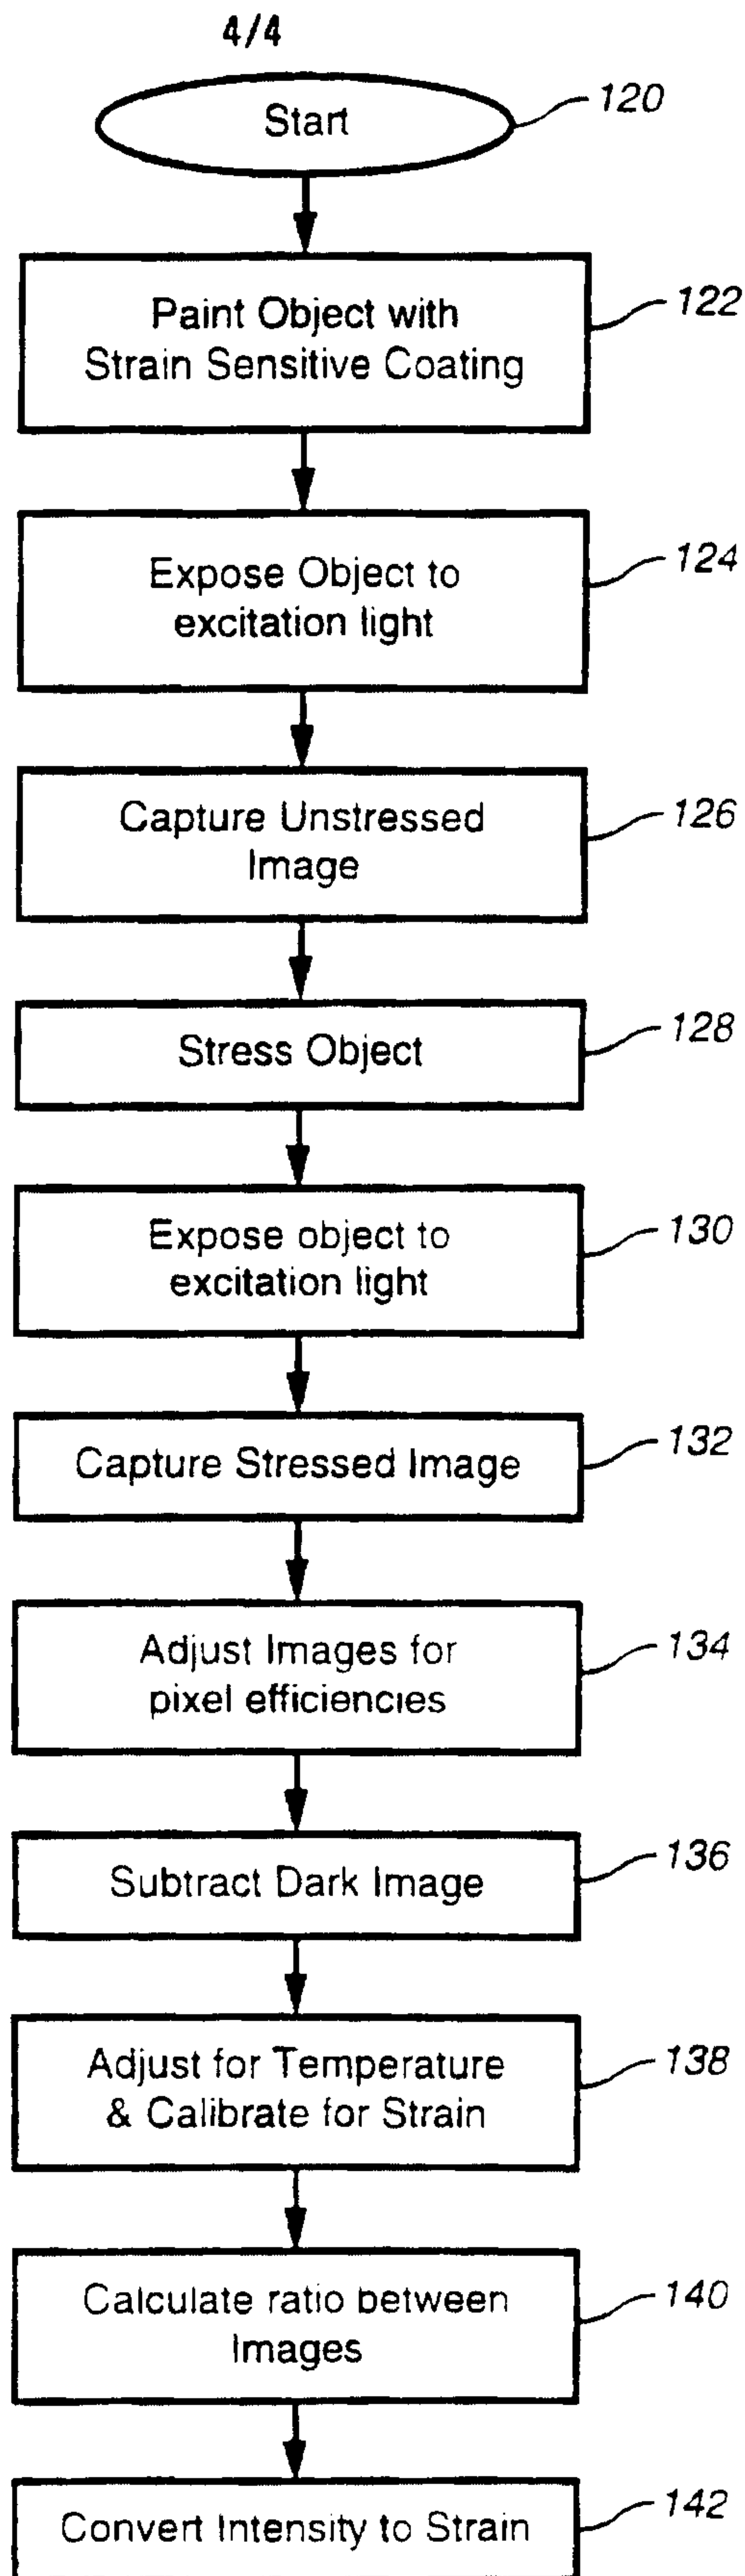 4/4
Start
120
Paint Object with
Strain Sensitive Coating
122
Expose Object to
excitation light
124
Capture Unstressed
Image
126
Stress Object
128
Expose object to
excitation light
130
Capture Stressed Image
132
Adjust Images for
pixel efficiencies
134
Subtract Dark Image
136
Adjust for Temperature
& Calibrate for Strain
138
Calculate ratio between
Images
140
Convert Intensity to Strain
142